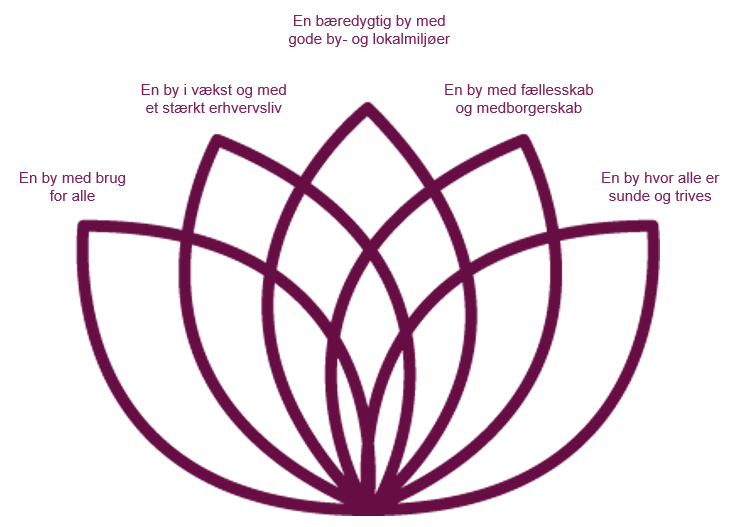 En bæredygtig by med
gode by- og lokalmiljøer
En by i vækst og med
et stærkt erhvervsliv
En by med fællesskab
og medborgerskab
En by med brug
for alle
En by hvor alle er
sunde og trives